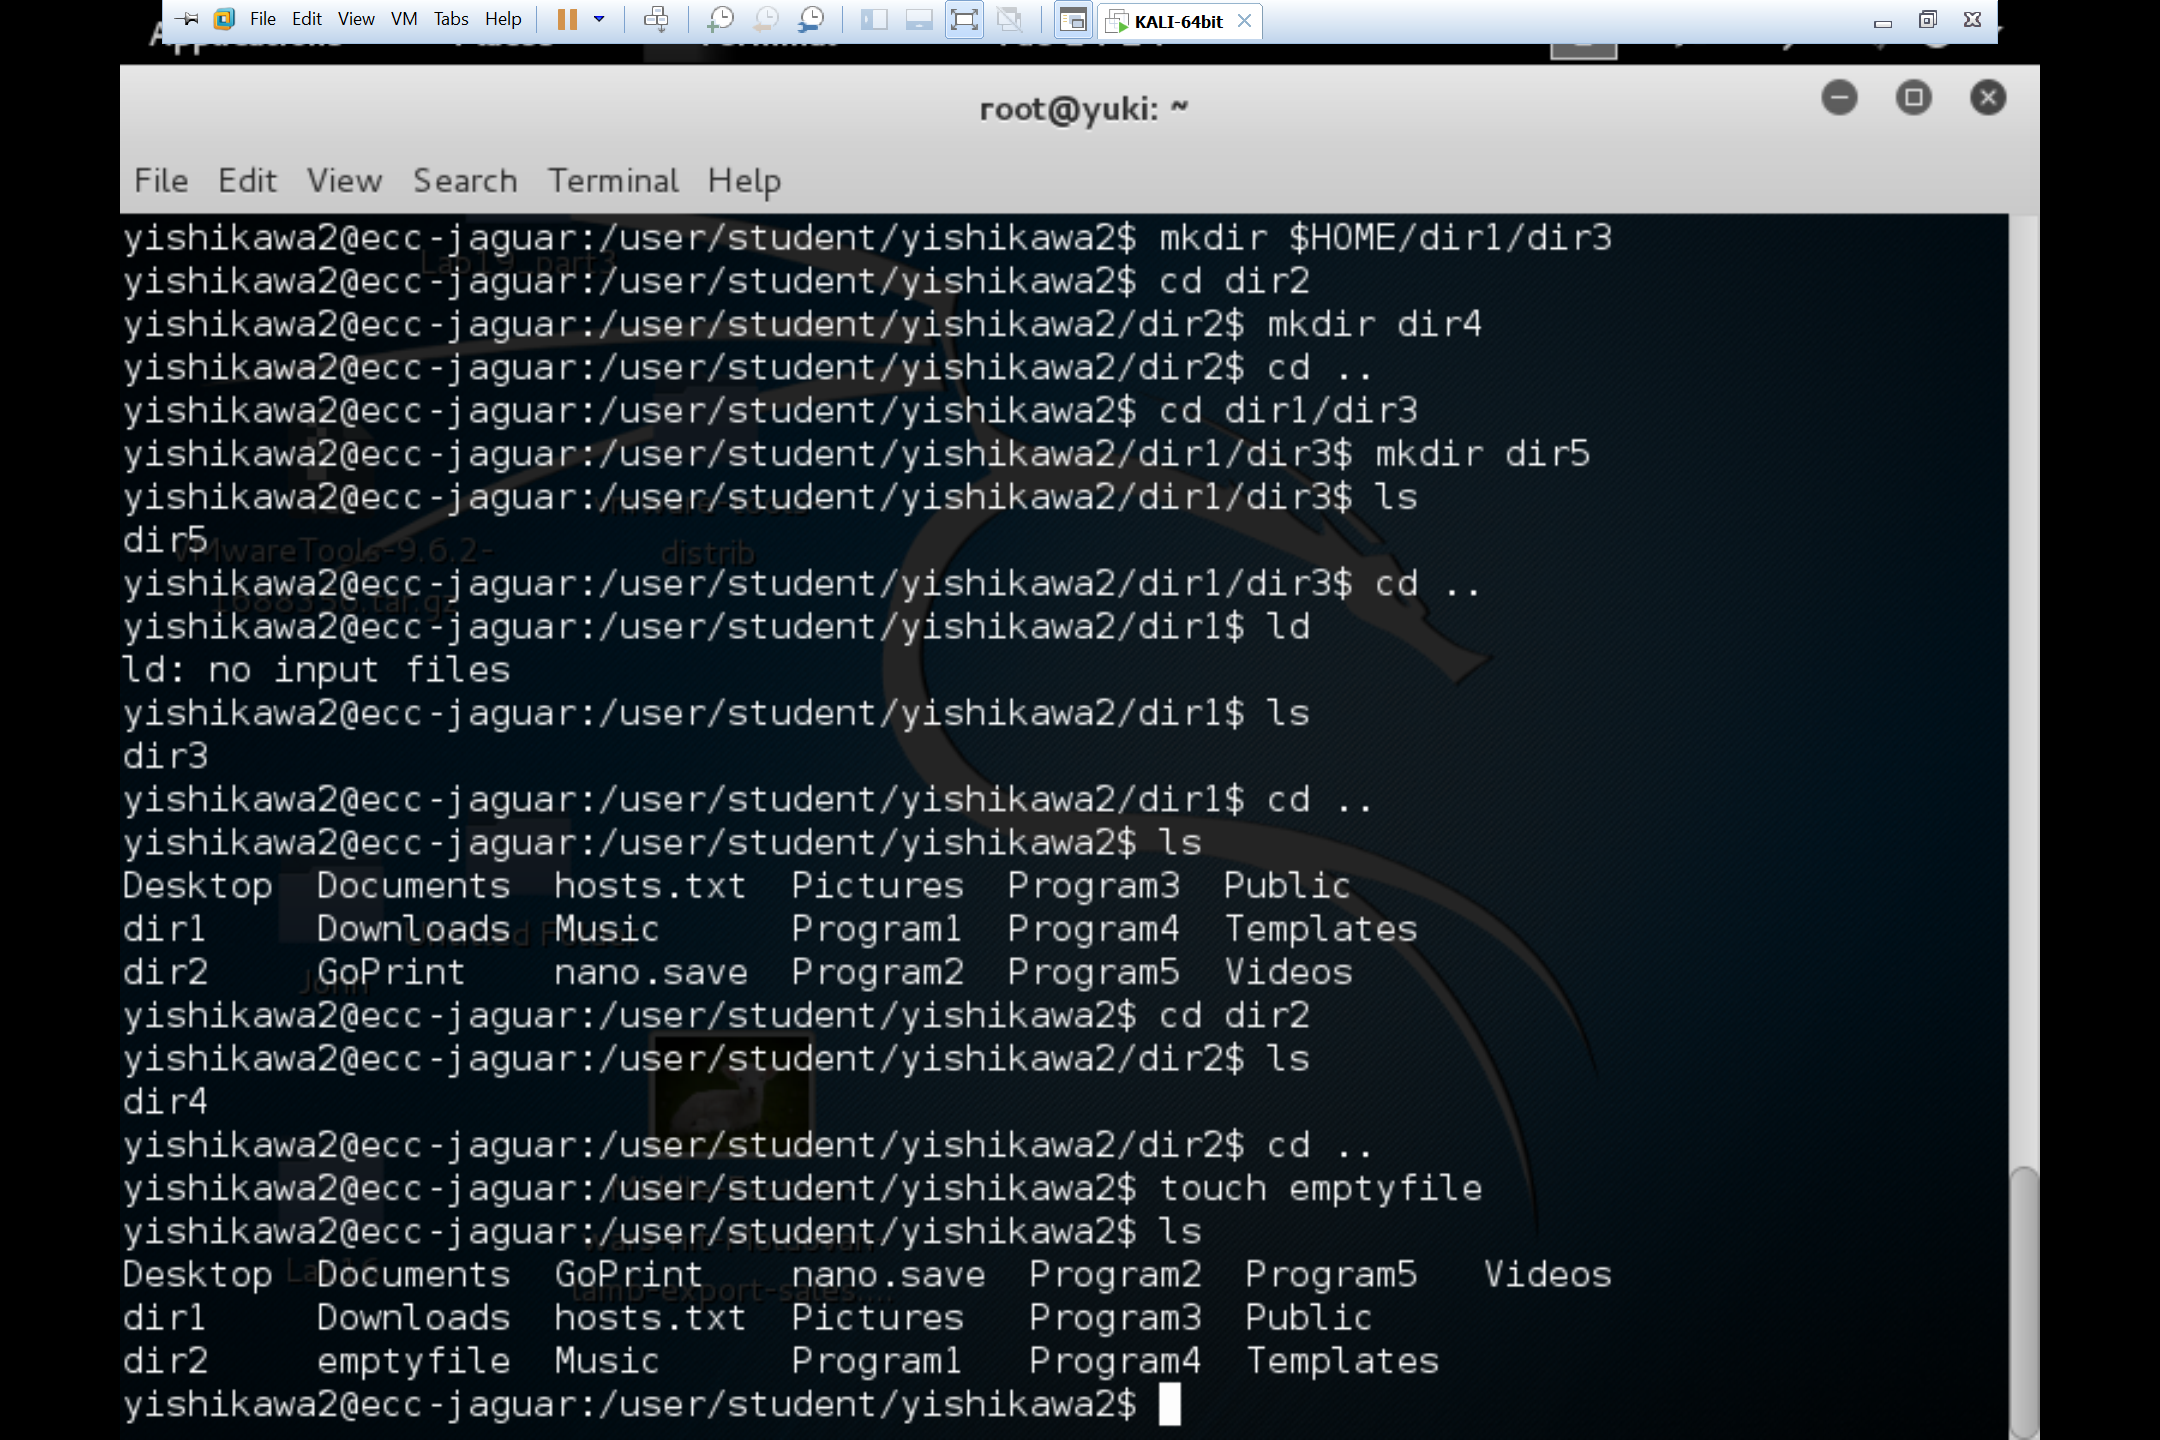 File Edit View VM Tabs Help KALI-64bit
root@yuki: ~
File Edit View Search Terminal Help
yishikawa2@ecc-jaguar:/user/student/yishikawa2$ mkdir $HOME/dir1/dir3
yishikawa2@ecc-jaguar:/user/student/yishikawa2$ cd dir2
yishikawa2@ecc-jaguar:/user/student/yishikawa2/dir2$ mkdir dir4
yishikawa2@ecc-jaguar:/user/student/yishikawa2/dir2$ cd ..
yishikawa2@ecc-jaguar:/user/student/yishikawa2$ cd dir1/dir3
yishikawa2@ecc-jaguar:/user/student/yishikawa2/dir1/dir3$ mkdir dir5
yishikawa2@ecc-jaguar:/user/student/yishikawa2/dir1/dir3$ ls
dir5
yishikawa2@ecc-jaguar:/user/student/yishikawa2/dir1/dir3$ cd ..
yishikawa2@ecc-jaguar:/user/student/yishikawa2/dir1$ ld
ld: no input files
yishikawa2@ecc-jaguar:/user/student/yishikawa2/dir1$ ls
dir3
yishikawa2@ecc-jaguar:/user/student/yishikawa2/dir1$ cd ..
yishikawa2@ecc-jaguar:/user/student/yishikawa2$ ls
Desktop Documents hosts.txt Pictures Program3 Public
dir1 Downloads Music Program1 Program4 Templates
dir2 GoPrint nano.save Program2 Program5 Videos
yishikawa2@ecc-jaguar:/user/student/yishikawa2$ cd dir2
yishikawa2@ecc-jaguar:/user/student/yishikawa2/dir2$ ls
dir4
yishikawa2@ecc-jaguar:/user/student/yishikawa2/dir2$ cd ..
yishikawa2@ecc-jaguar:/user/student/yishikawa2$ touch emptyfile
yishikawa2@ecc-jaguar:/user/student/yishikawa2$ ls
Desktop Documents GoPrint nano.save Program2 Program5 Videos
dir1 Downloads hosts.txt Pictures Program3 Public
dir2 emptyfile Music Program1 Program4 Templates
yishikawa2@ecc-jaguar:/user/student/yishikawa2$